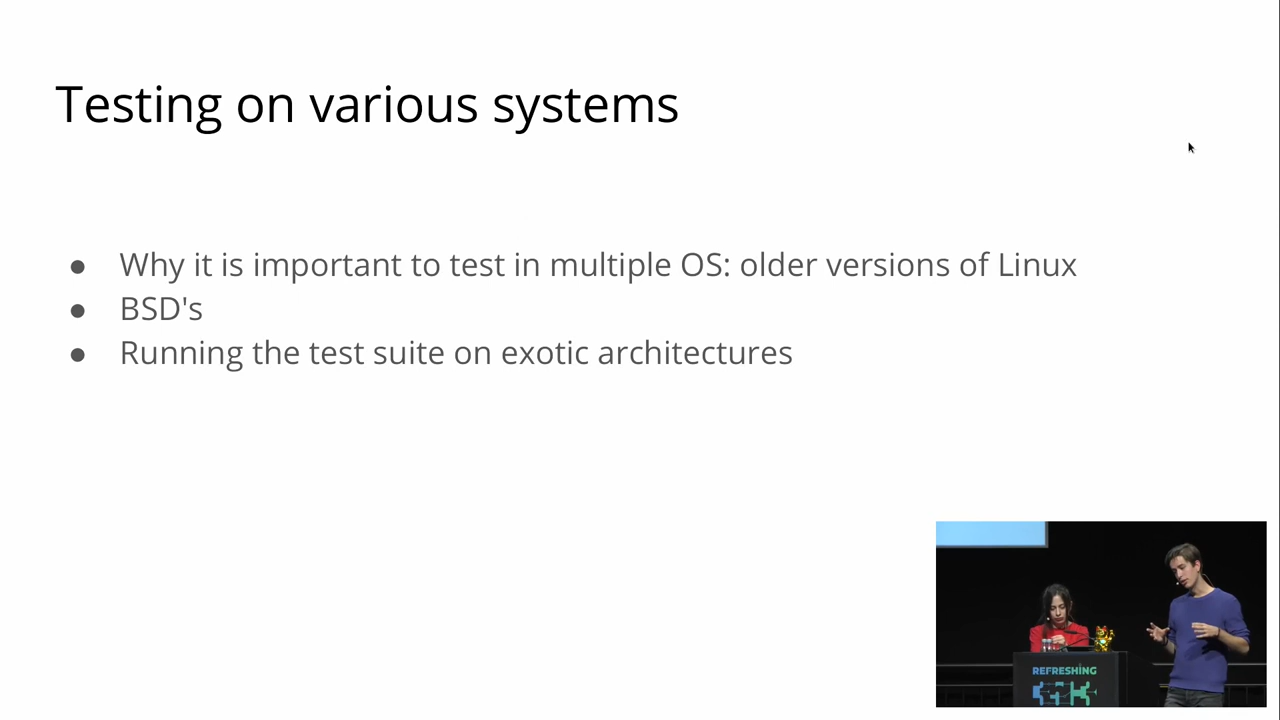 Testing on various systems
● Why it is important to test in multiple OS: older versions of Linux
● BSD's
● Running the test suite on exotic architectures
REFRESHING